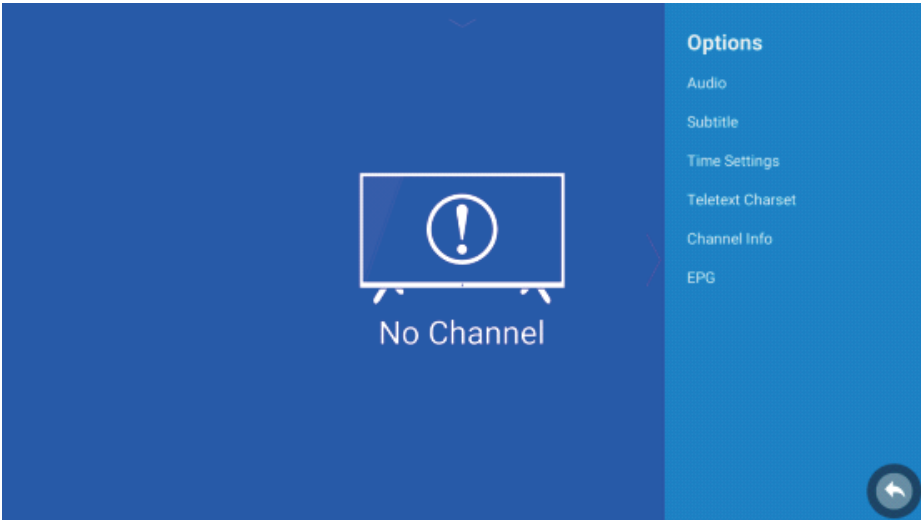 Options
Audio
Subtitle
Time Settings
Teletext Charset
Channel Info
EPG
No Channel